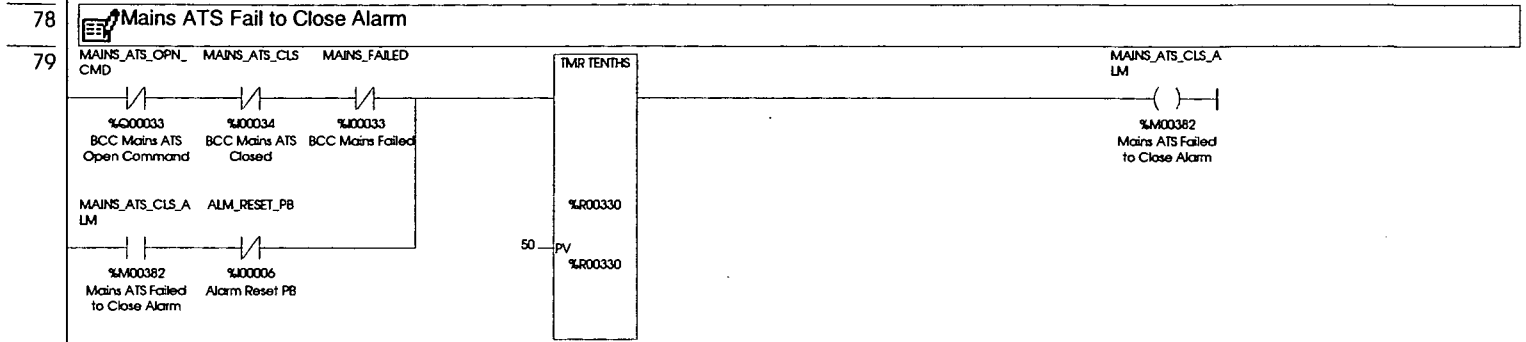 78
Mains ATS Fail to Close Alarm
79
MAINS_ATS_OPN_
CMD
MAINS_ATS_CLS
MAINS_FAILED
TMR TENTHS
MAINS_ATS_CLS_A
LM
%Q00033
BCC Mains ATS
Open Command
%I00034
BCC Mains ATS
Closed
%I00033
BCC Mains Failed
%M00382
Mains ATS Failed
to Close Alarm
MAINS_ATS_CLS_A
LM
ALM_RESET_PB
%R00330
50
PV
%R00330
%M00382
Mains ATS Failed
to Close Alarm
%I00006
Alarm Reset PB